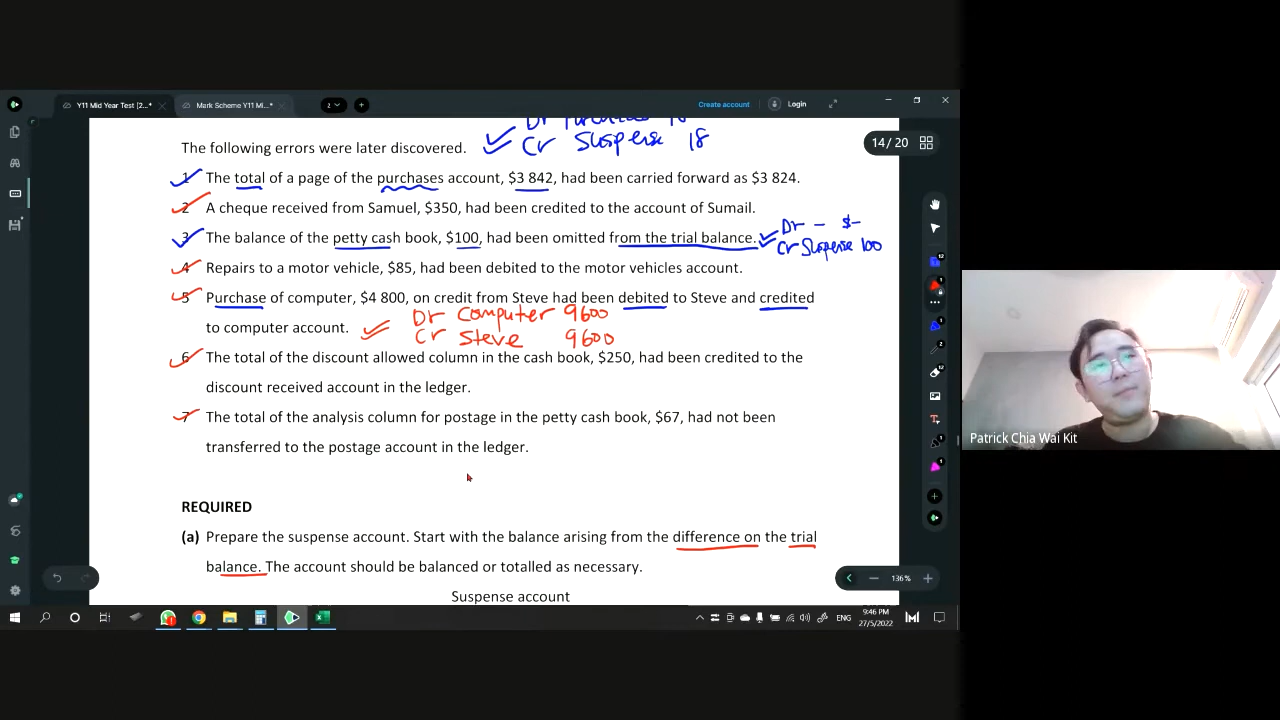 Y11 Mid Year Test [2...*
Mark Scheme Y11 Mi...*
2
Create account
Login
14 / 20
Cr Suspense 18
The following errors were later discovered.
1 The total of a page of the purchases account, $3 842, had been carried forward as $3 824.
2 A cheque received from Samuel, $350, had been credited to the account of Sumail.
Dr – $–
3 The balance of the petty cash book, $100, had been omitted from the trial balance.
Cr Suspense 100
4 Repairs to a motor vehicle, $85, had been debited to the motor vehicles account.
5 Purchase of computer, $4 800, on credit from Steve had been debited to Steve and credited
to computer account.
Dr Computer 9600
Cr Steve 9600
6 The total of the discount allowed column in the cash book, $250, had been credited to the
discount received account in the ledger.
7 The total of the analysis column for postage in the petty cash book, $67, had not been
transferred to the postage account in the ledger.
REQUIRED
(a) Prepare the suspense account. Start with the balance arising from the difference on the trial
balance. The account should be balanced or totalled as necessary.
Suspense account
136%
ENG
9:46 PM
27/5/2022
Patrick Chia Wai Kit